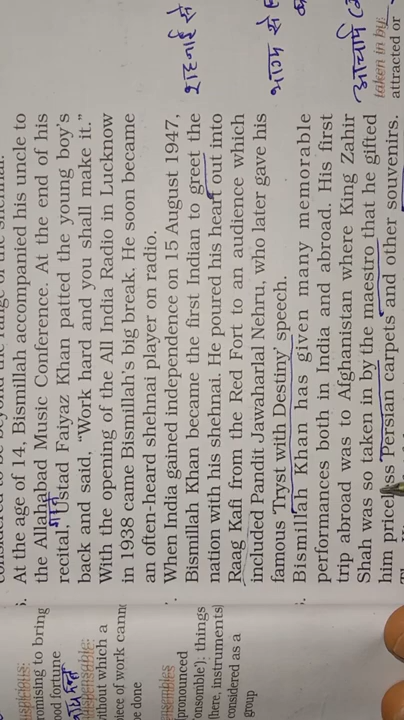 At the age of 14, Bismillah accompanied his uncle to
the Allahabad Music Conference. At the end of his
recital, Ustad Faiyaz Khan patted the young boy's
back and said, "Work hard and you shall make it."
With the opening of the All India Radio in Lucknow
in 1938 came Bismillah's big break. He soon became
an often-heard shehnai player on radio.
When India gained independence on 15 August 1947,
Bismillah Khan became the first Indian to greet the
nation with his shehnai. He poured his heart out into
Raag Kafi from the Red Fort to an audience which
included Pandit Jawaharlal Nehru, who later gave his
famous 'Tryst with Destiny' speech.
Bismillah Khan has given many memorable
performances both in India and abroad. His first
trip abroad was to Afghanistan where King Zahir
Shah was so taken in by the maestro that he gifted
him priceless Persian carpets and other souvenirs.
omising to bring
ood fortune
ithout which a
piece of work cann
be done
pronounced
'onsomble'): things
(here, instruments)
considered as a
group
शहनाई से
taken in by:
attracted or